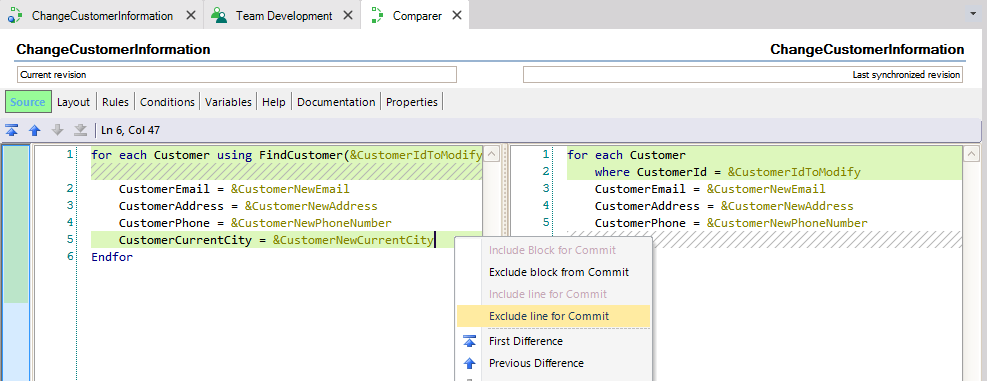 ChangeCustomerInformation Team Development Comparer
ChangeCustomerInformation ChangeCustomerInformation
Current revision Last synchronized revision
Source Layout Rules Conditions Variables Help Documentation Properties
Ln 6, Col 47
1 for each Customer using FindCustomer(&CustomerIdToModify
2 CustomerEmail = &CustomerNewEmail
3 CustomerAddress = &CustomerNewAddress
4 CustomerPhone = &CustomerNewPhoneNumber
5 CustomerCurrentCity = &CustomerNewCurrentCity
6 Endfor
1 for each Customer
2 where CustomerId = &CustomerIdToModify
3 CustomerEmail = &CustomerNewEmail
4 CustomerAddress = &CustomerNewAddress
5 CustomerPhone = &CustomerNewPhoneNumber
Include Block for Commit
Exclude block from Commit
Include line for Commit
Exclude line for Commit
First Difference
Previous Difference